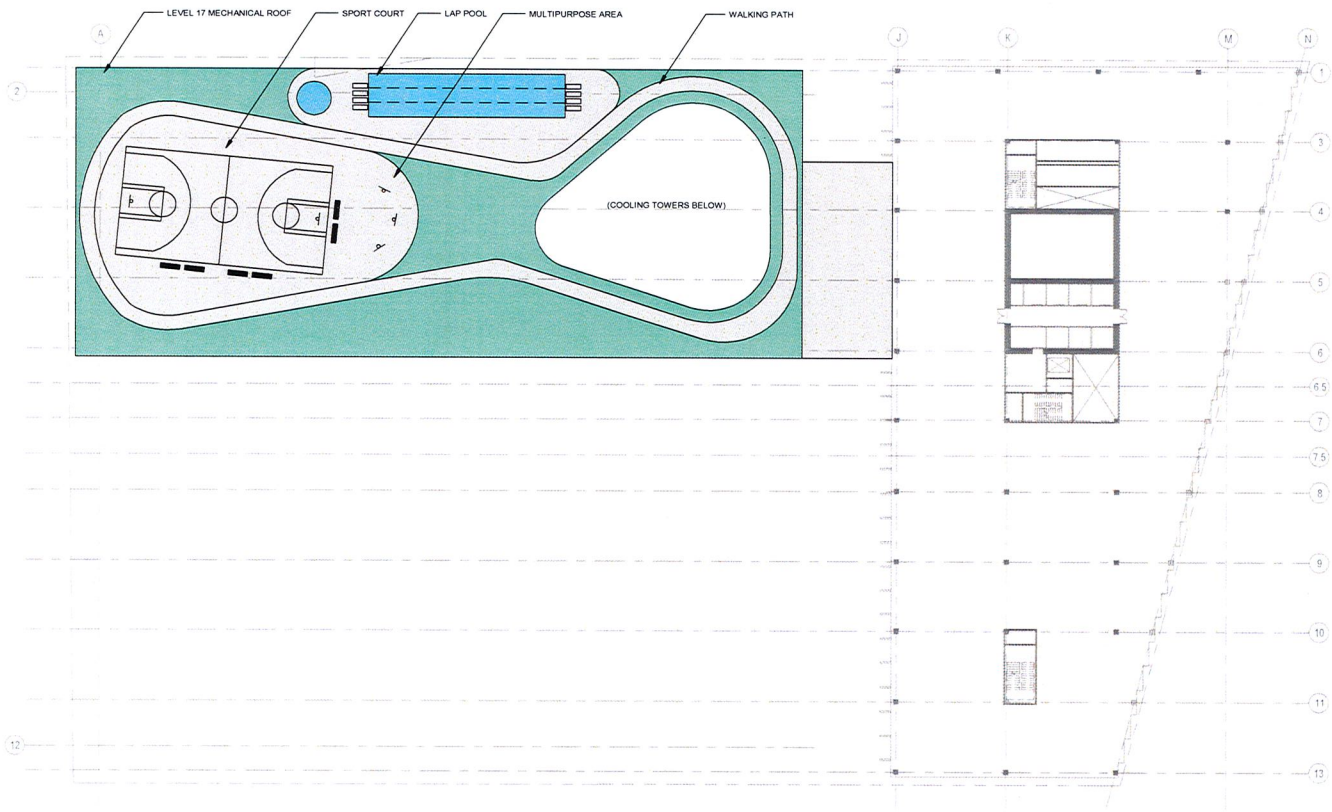 LEVEL 17 MECHANICAL ROOF
SPORT COURT
LAP POOL
MULTIPURPOSE AREA
WALKING PATH
A
J
K
M
N
1
2
3
(COOLING TOWERS BELOW)
4
5
6
6.5
7
7.5
8
9
10
11
12
13